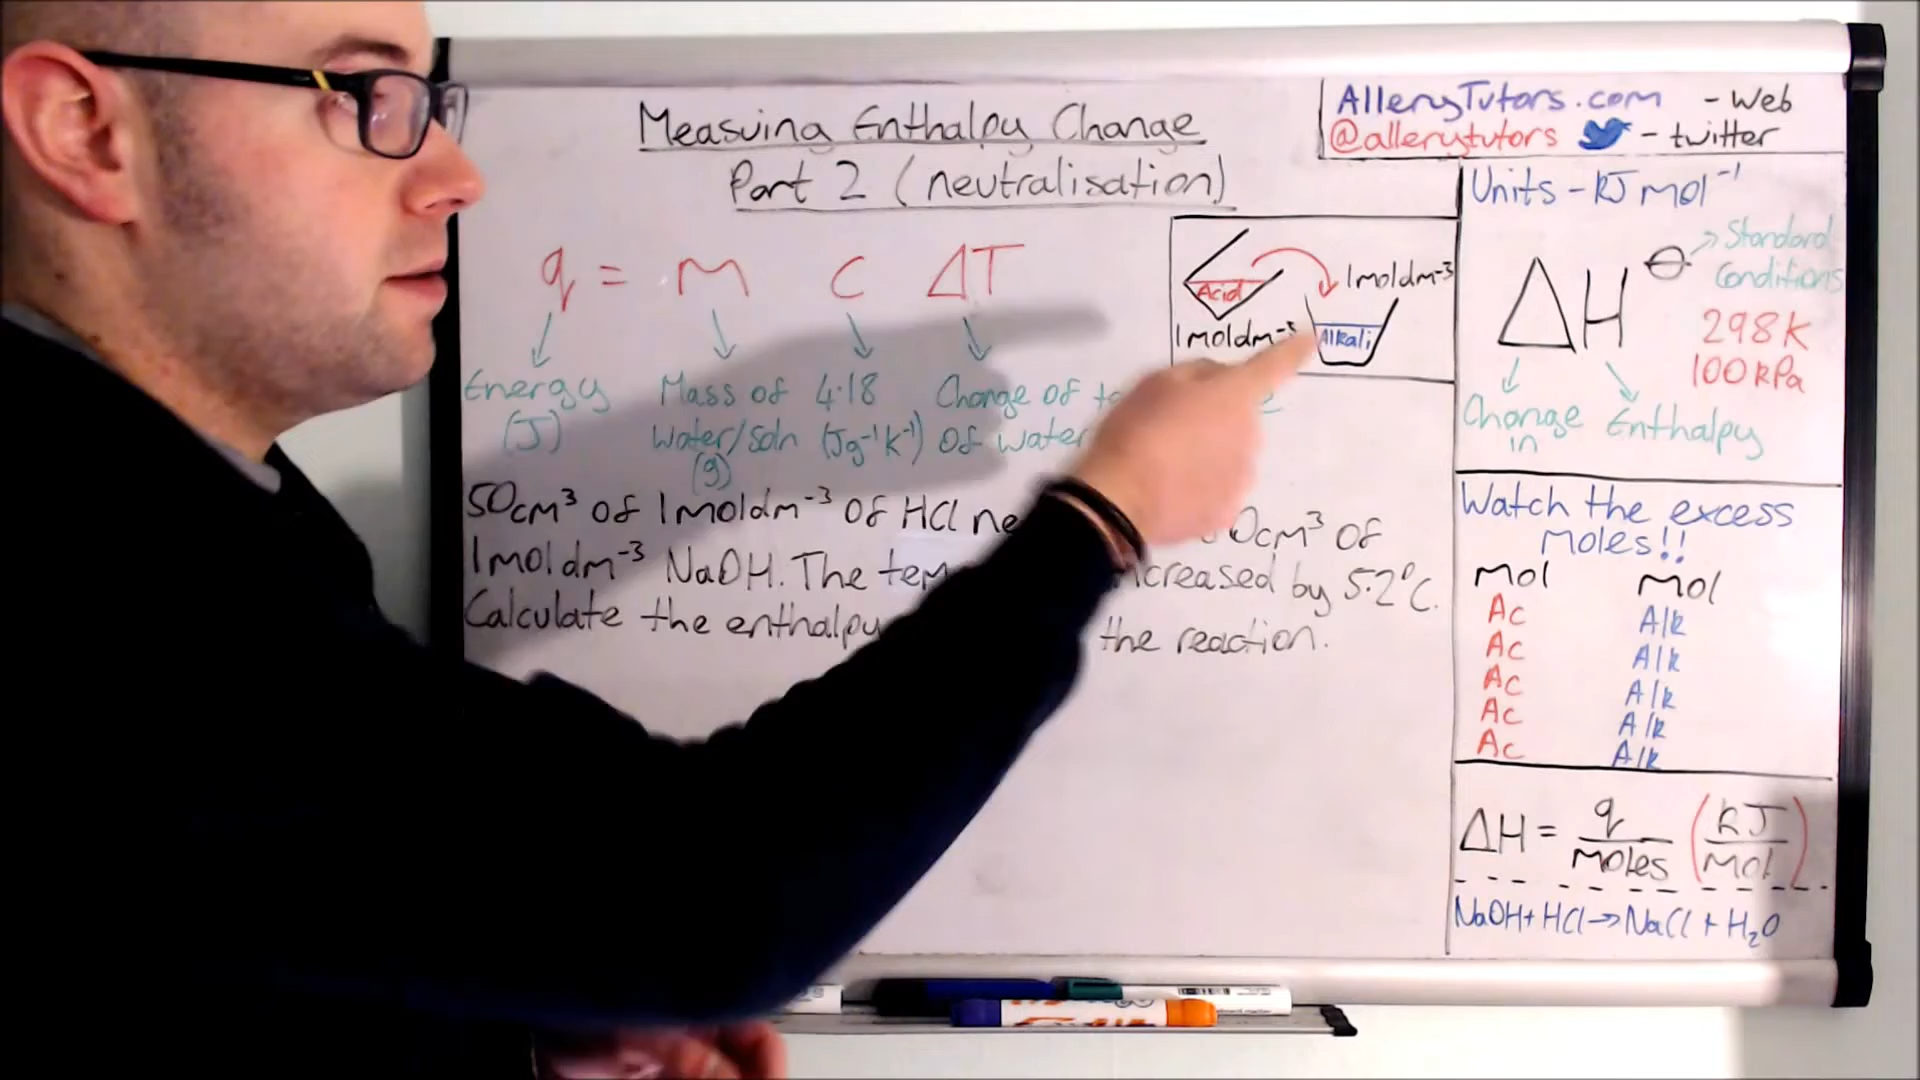 Measuing Enthalpy Change
Part 2 (neutralisation)
AlleryTutors.com - Web
@allerytutors - twitter
q = m c ΔT
Energy (J)
Mass of Water/Soln (g)
4.18 (Jg⁻¹K⁻¹)
Change of
of water
Acid
1moldm⁻³
1moldm⁻³
Alkali
50cm³ of 1moldm⁻³ of HCl 0cm³ of
1moldm⁻³ NaOH. The increased by 5.2°C.
Calculate the enthalpy the reaction.
Units - KJmol⁻¹
ΔH⊖
Standard
Conditions
298K
100kPa
Change in
Enthalpy
Watch the excess
moles!!
mol mol
Ac Alk
Ac Alk
Ac Alk
Ac Alk
Ac Alk
ΔH = q/moles (KJ/mol)
NaOH+HCl→NaCl+H₂O